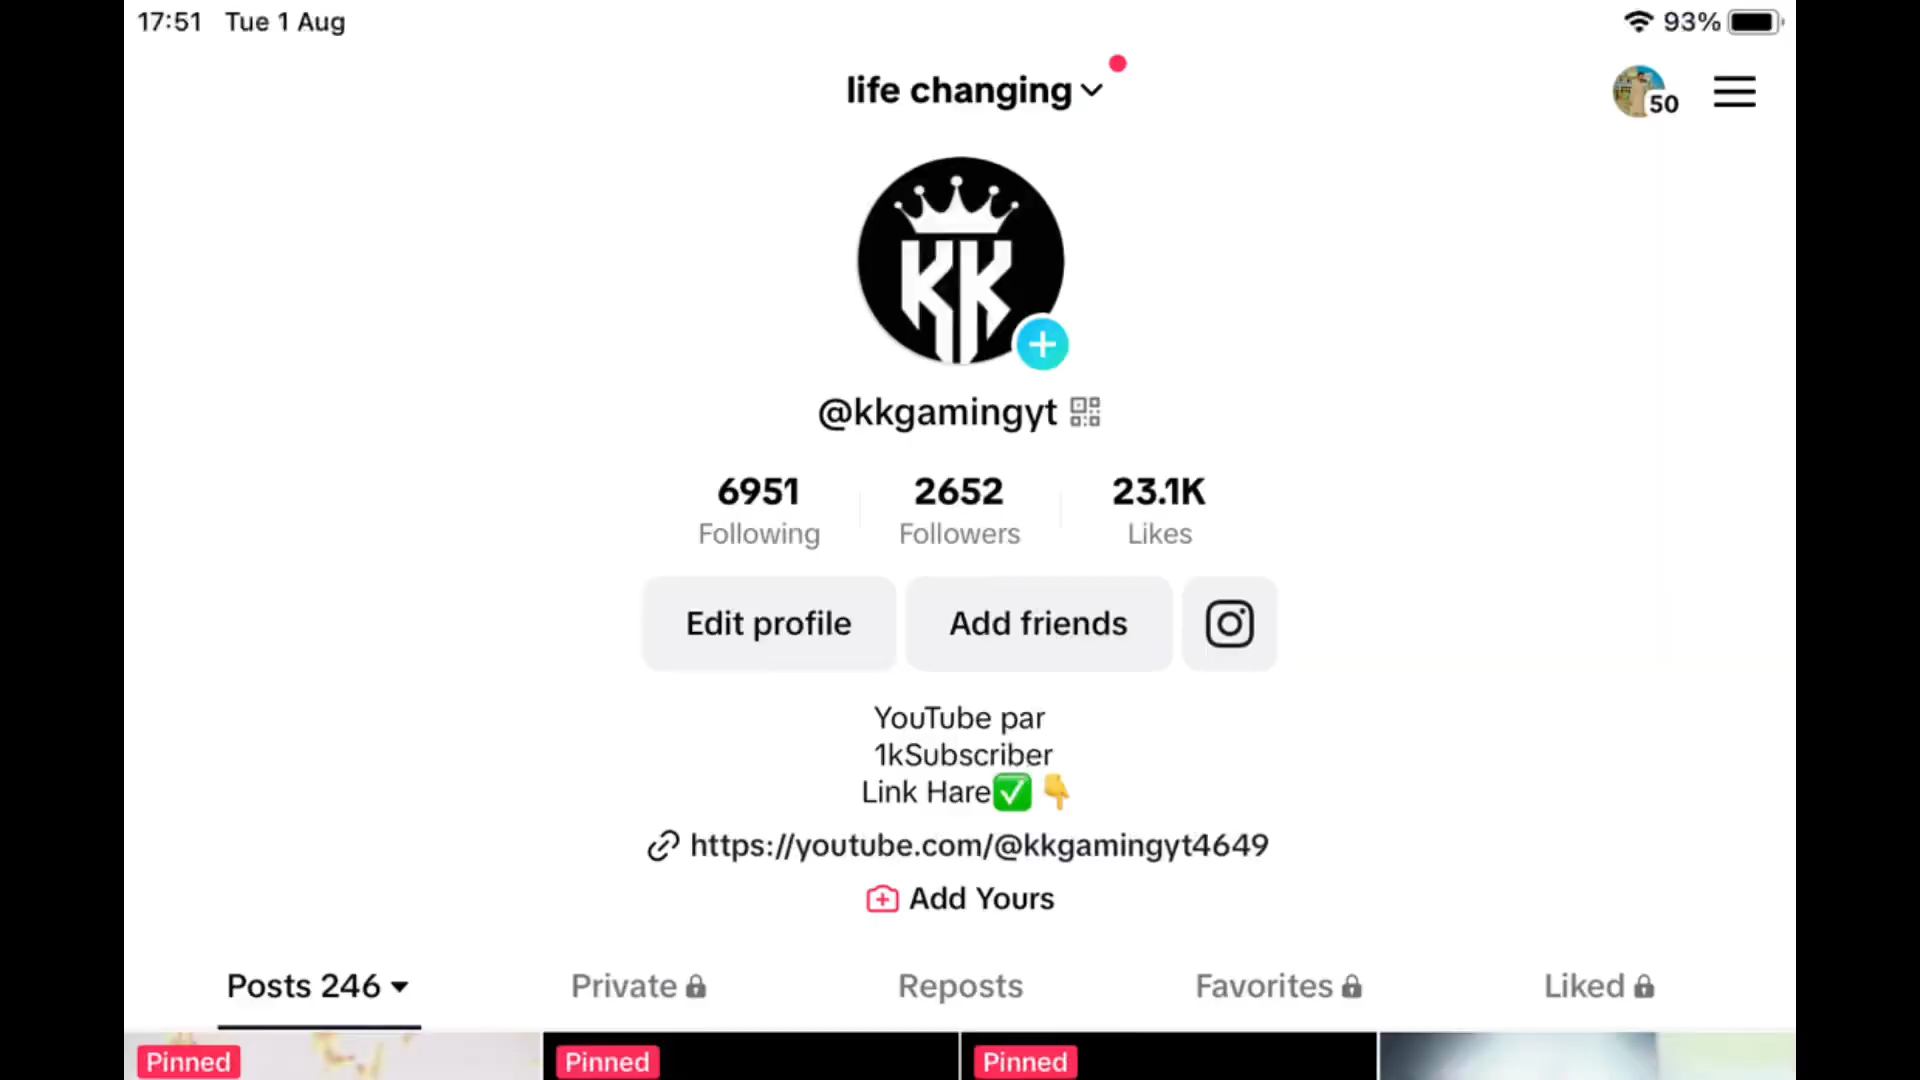 17:51 Tue 1 Aug
93%
life changing
50
KK
@kkgamingyt
6951
2652
23.1K
Following
Followers
Likes
Edit profile
Add friends
YouTube par
1kSubscriber
Link Hare✅👇
https://youtube.com/@kkgamingyt4649
Add Yours
Posts 246
Private
Reposts
Favorites
Liked
Pinned
Pinned
Pinned